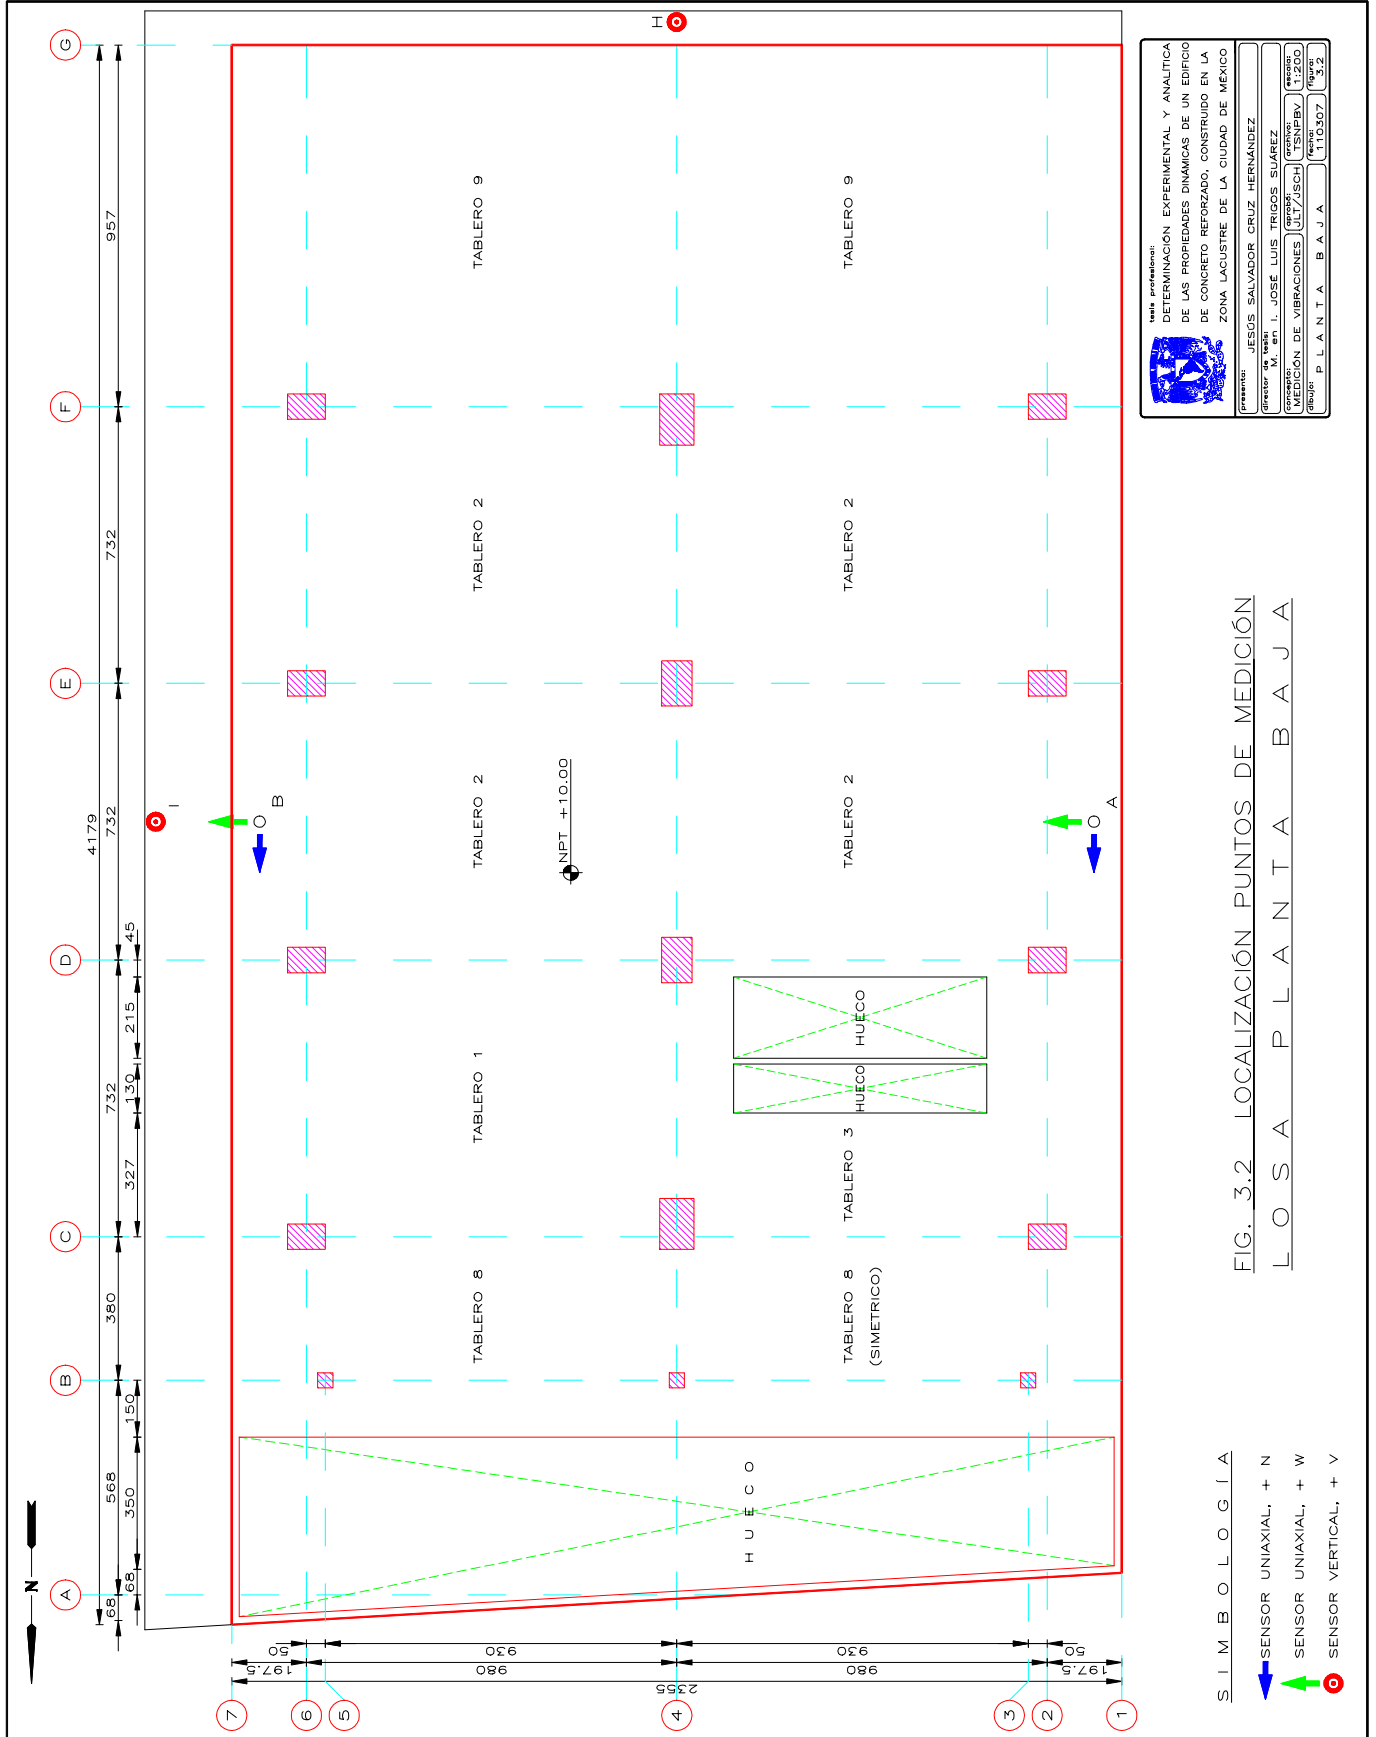 G
F
E
D
C
B
A
4179
957
732
732
732
380
568
68
45
215
130
327
150
350
68
N
H
I
B
A
TABLERO 9
TABLERO 9
TABLERO 2
TABLERO 2
TABLERO 2
TABLERO 2
NPT +10.00
TABLERO 1
TABLERO 3
HUECO
HUECO
TABLERO 8
TABLERO 8
(SIMETRICO)
H U E C O
50
930
930
50
197.5
980
980
197.5
2355
7
6
5
4
3
2
1
FIG. 3.2 LOCALIZACIÓN PUNTOS DE MEDICIÓN
L O S A P L A N T A B A J A
S I M B O L O G Í A
SENSOR UNIAXIAL, + N
SENSOR UNIAXIAL, + W
SENSOR VERTICAL, + V
tesis profesional:
DETERMINACIÓN EXPERIMENTAL Y ANALÍTICA
DE LAS PROPIEDADES DINÁMICAS DE UN EDIFICIO
DE CONCRETO REFORZADO, CONSTRUIDO EN LA
ZONA LACUSTRE DE LA CIUDAD DE MÉXICO
presenta:
JESÚS SALVADOR CRUZ HERNÁNDEZ
director de tesis:
M. en I. JOSÉ LUIS TRIGOS SUÁREZ
concepto: aprobó: archivo: escala:
MEDICIÓN DE VIBRACIONES JLT/JSCH TSNPBV 1:200
dibujo: fecha: figura:
P L A N T A B A J A 110307 3.2